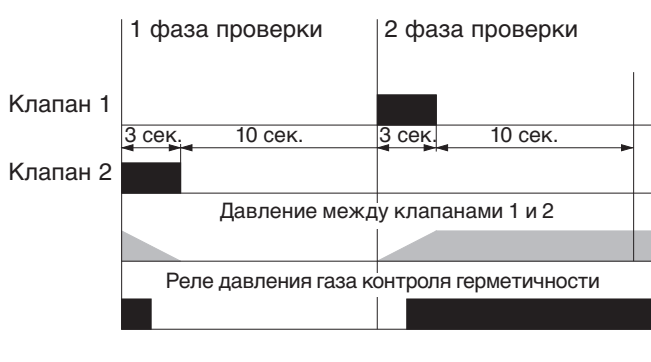 1 фаза проверки
2 фаза проверки
Клапан 1
3 сек.
10 сек.
3 сек.
10 сек.
Клапан 2
Давление между клапанами 1 и 2
Реле давления газа контроля герметичности